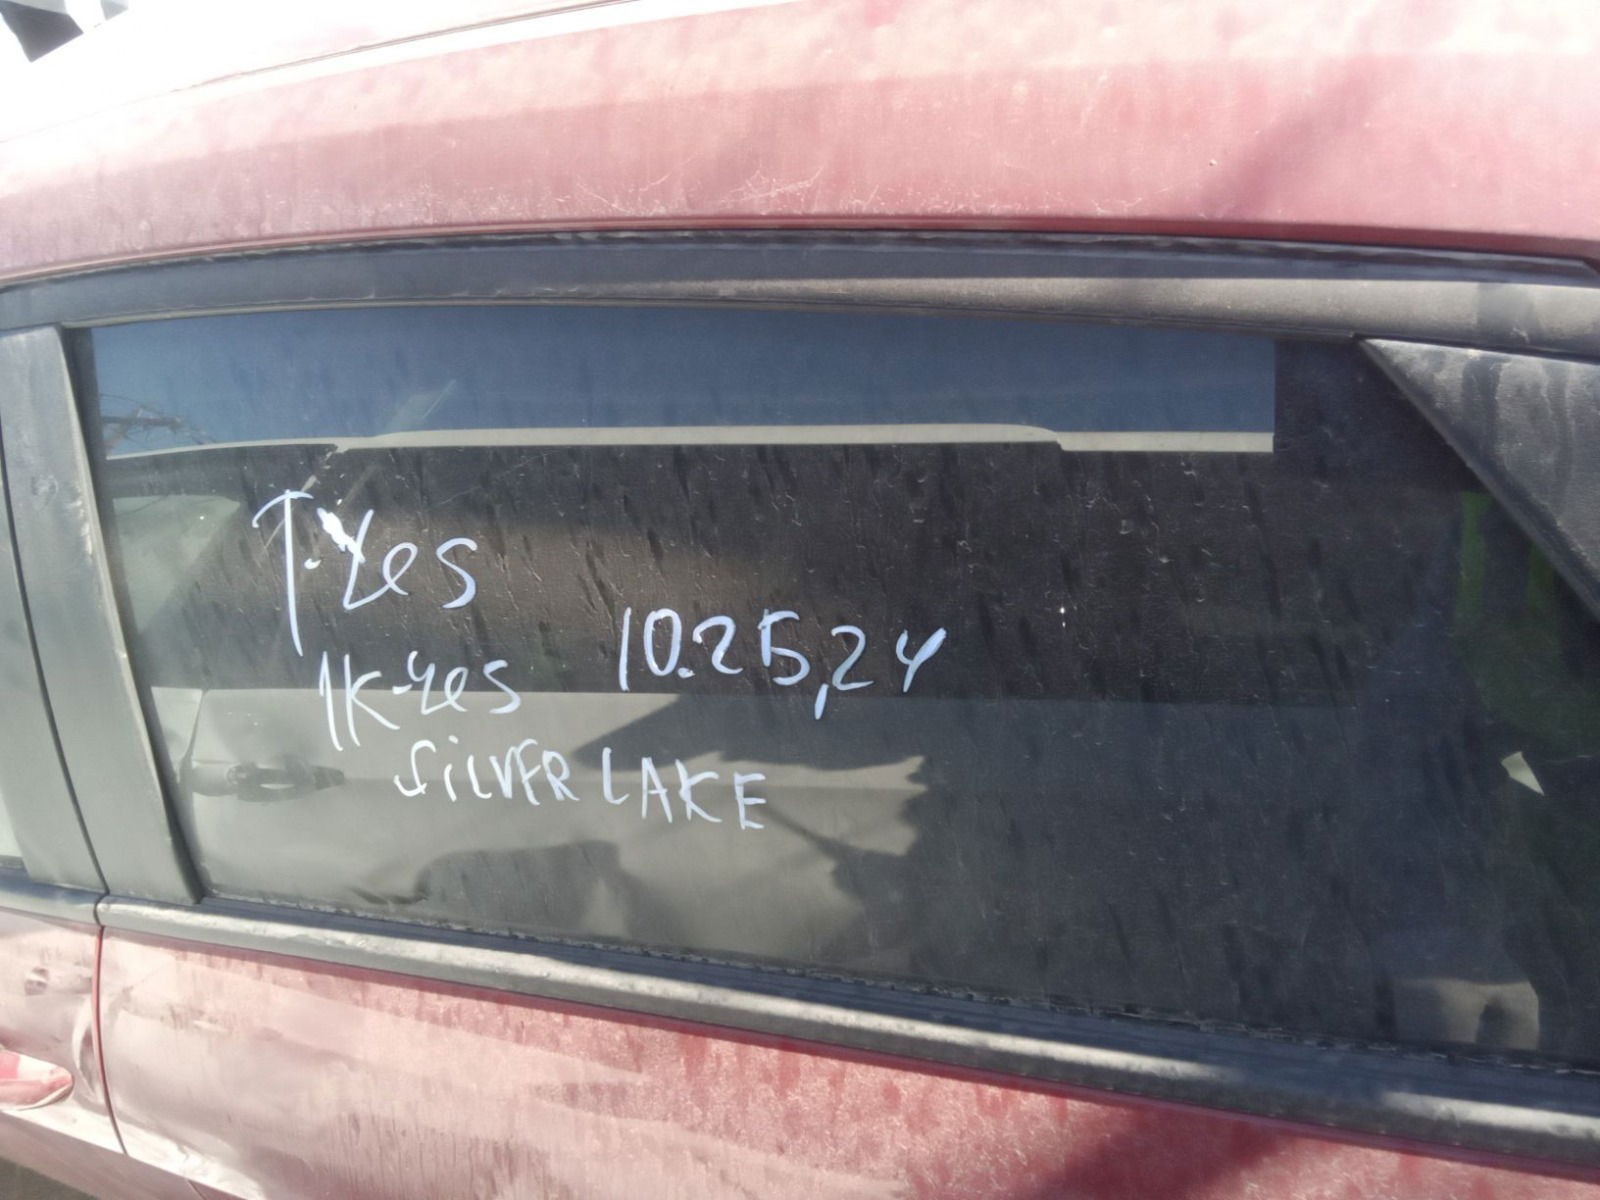 T-Yes
1K-Yes 10.25,24
SiLVER LAKE